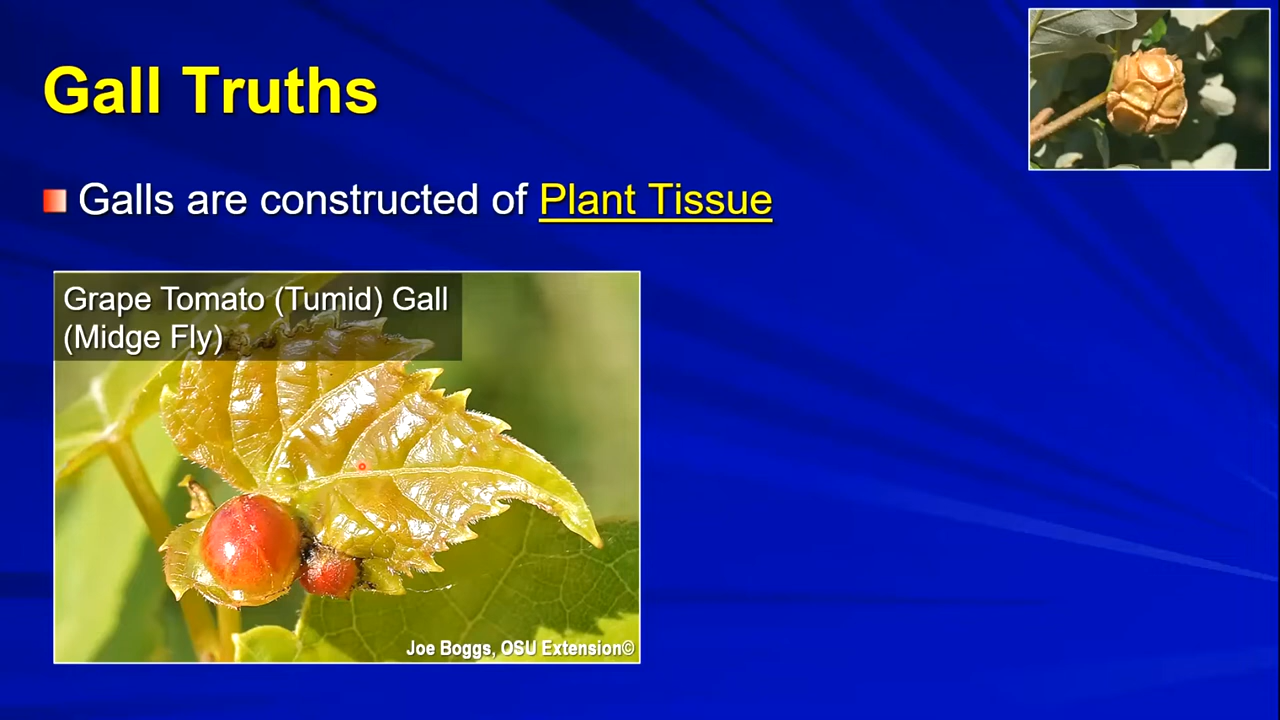 Gall Truths
Galls are constructed of Plant Tissue
Grape Tomato (Tumid) Gall
(Midge Fly)
Joe Boggs, OSU Extension©